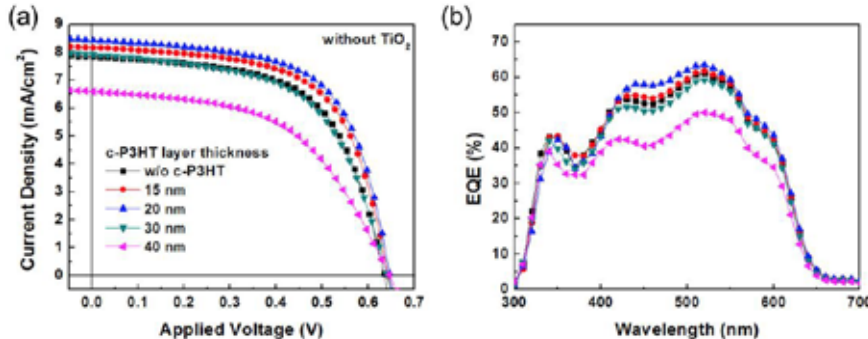 (a)
without TiO₂
c-P3HT layer thickness
w/o c-P3HT
15 nm
20 nm
30 nm
40 nm
Current Density (mA/cm²)
9
8
7
6
5
4
3
2
1
0
0.0 0.1 0.2 0.3 0.4 0.5 0.6 0.7
Applied Voltage (V)
(b)
EQE (%)
80
70
60
50
40
30
20
10
0
300 400 500 600 700
Wavelength (nm)